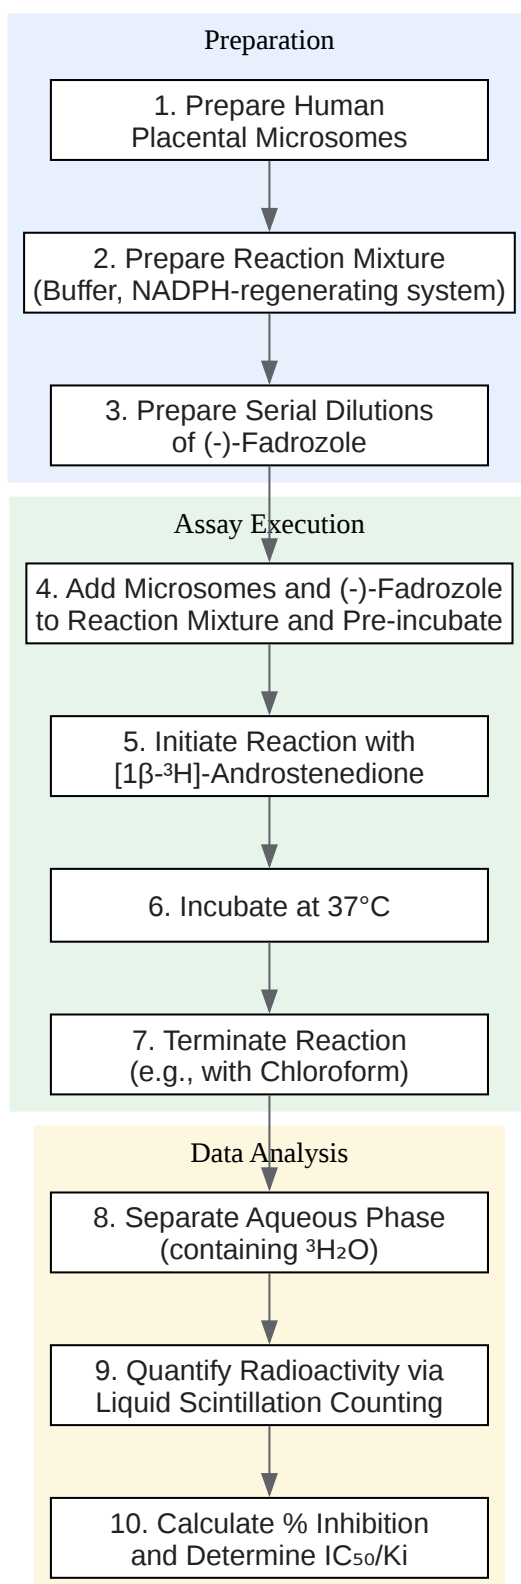 Preparation
1. Prepare Human
Placental Microsomes
2. Prepare Reaction Mixture
(Buffer, NADPH-regenerating system)
3. Prepare Serial Dilutions
of (-)-Fadrozole
Assay Execution
4. Add Microsomes and (-)-Fadrozole
to Reaction Mixture and Pre-incubate
5. Initiate Reaction with
[1β-³H]-Androstenedione
6. Incubate at 37°C
7. Terminate Reaction
(e.g., with Chloroform)
Data Analysis
8. Separate Aqueous Phase
(containing ³H₂O)
9. Quantify Radioactivity via
Liquid Scintillation Counting
10. Calculate % Inhibition
and Determine IC₅₀/Ki